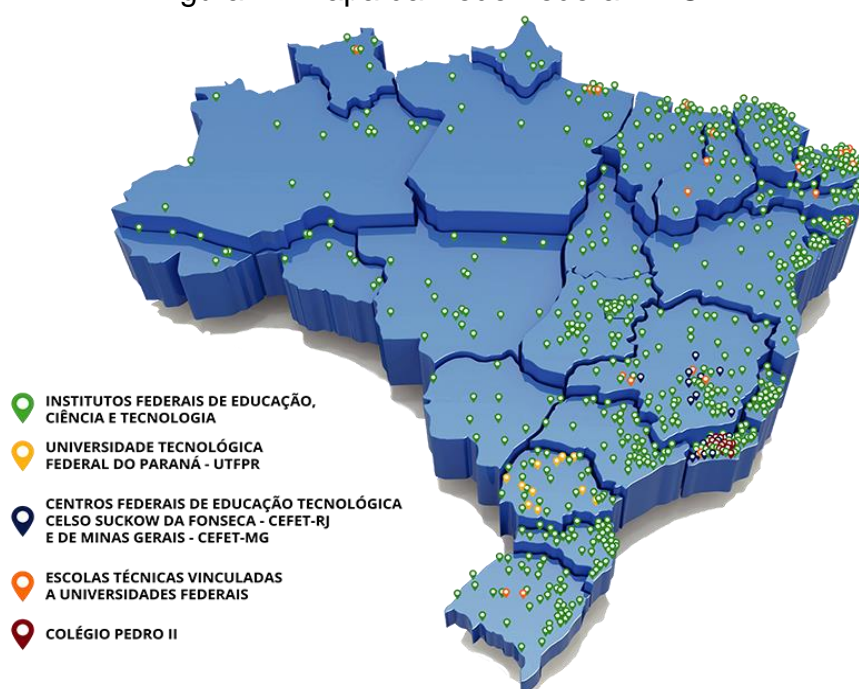 INSTITUTOS FEDERAIS DE EDUCAÇÃO,
CIÊNCIA E TECNOLOGIA
UNIVERSIDADE TECNOLÓGICA
FEDERAL DO PARANÁ - UTFPR
CENTROS FEDERAIS DE EDUCAÇÃO TECNOLÓGICA
CELSO SUCKOW DA FONSECA - CEFET-RJ
E DE MINAS GERAIS - CEFET-MG
ESCOLAS TÉCNICAS VINCULADAS
A UNIVERSIDADES FEDERAIS
COLÉGIO PEDRO II